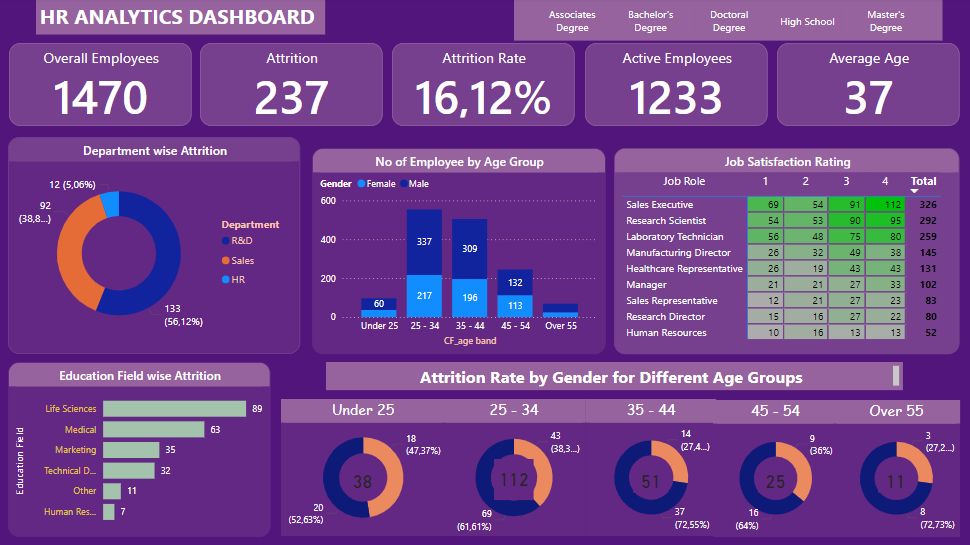 HR ANALYTICS DASHBOARD
Associates Degree
Bachelor's Degree
Doctoral Degree
High School
Master's Degree
Overall Employees
1470
Attrition
237
Attrition Rate
16,12%
Active Employees
1233
Average Age
37
Department wise Attrition
12 (5,06%)
92
(38,8...)
133
(56,12%)
Department
R&D
Sales
HR
No of Employee by Age Group
Gender Female Male
600
400
200
0
60
337
217
309
196
132
113
Under 25 25 - 34 35 - 44 45 - 54 Over 55
CF_age band
Job Satisfaction Rating
Job Role 1 2 3 4 Total
Sales Executive 69 54 91 112 326
Research Scientist 54 53 90 95 292
Laboratory Technician 56 48 75 80 259
Manufacturing Director 26 32 49 38 145
Healthcare Representative 26 19 43 43 131
Manager 21 21 27 33 102
Sales Representative 12 21 27 23 83
Research Director 15 16 27 22 80
Human Resources 10 16 13 13 52
Education Field wise Attrition
Education Field
Life Sciences 89
Medical 63
Marketing 35
Technical D... 32
Other 11
Human Res... 7
Attrition Rate by Gender for Different Age Groups
Under 25
18
(47,37%)
38
20
(52,63%)
25 - 34
43
(38,3...)
112
69
(61,61%)
35 - 44
14
(27,4...)
51
37
(72,55%)
45 - 54
9
(36%)
25
16
(64%)
Over 55
3
(27,2...)
11
8
(72,73%)